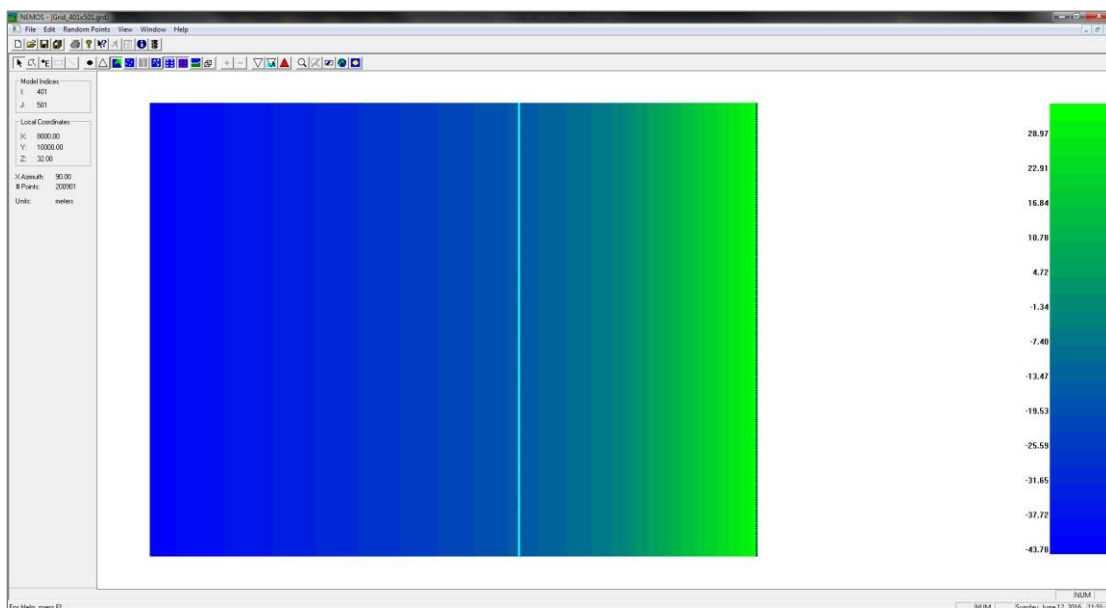 NEMOS - [Grid_401x501.grd]
File Edit Random Points View Window Help
Model Indices
I: 401
J: 501
Local Coordinates
X: 8000.00
Y: 10000.00
Z: 32.00
X Azimuth: 90.00
# Points: 200901
Units: meters
28.97
22.91
16.84
10.78
4.72
-1.34
-7.40
-13.47
-19.53
-25.59
-31.65
-37.72
-43.78
NUM
For Help, press F1
NUM Sunday, June 12, 2016